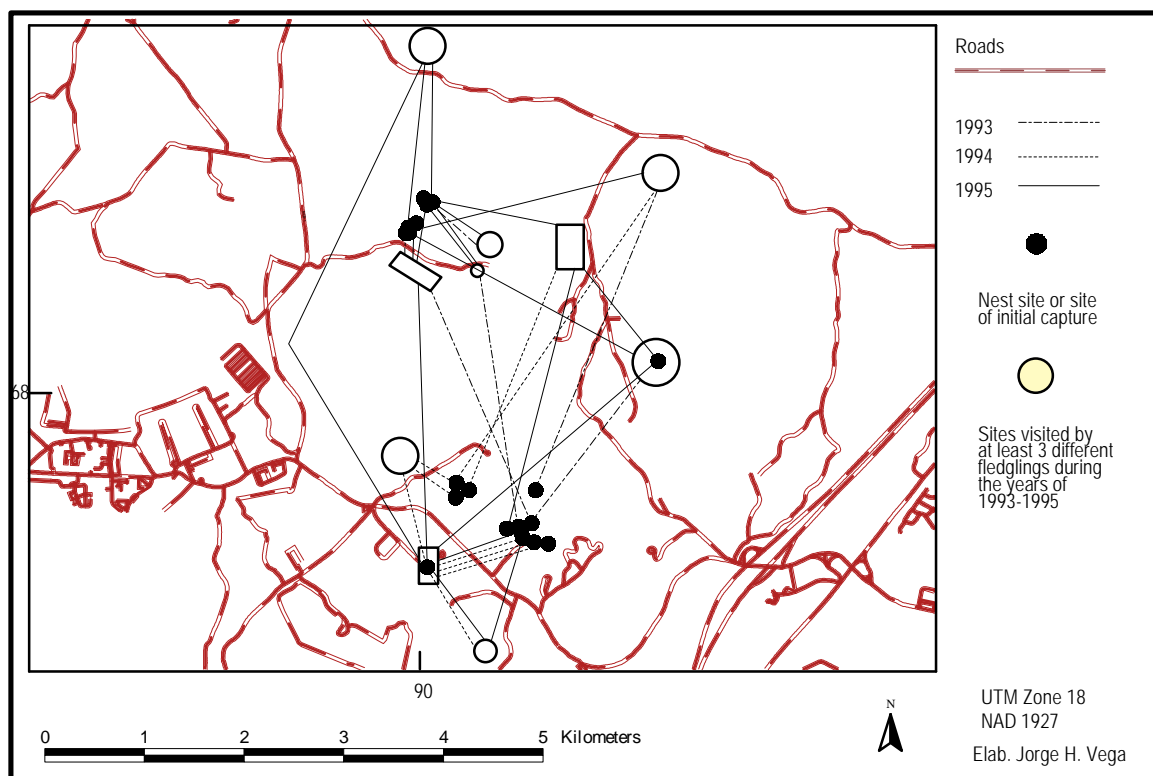 Roads
1993
1994
1995
Nest site or site
of initial capture
Sites visited by
at least 3 different
fledglings during
the years of
1993-1995
68
90
0 1 2 3 4 5 Kilometers
N
UTM Zone 18
NAD 1927
Elab. Jorge H. Vega